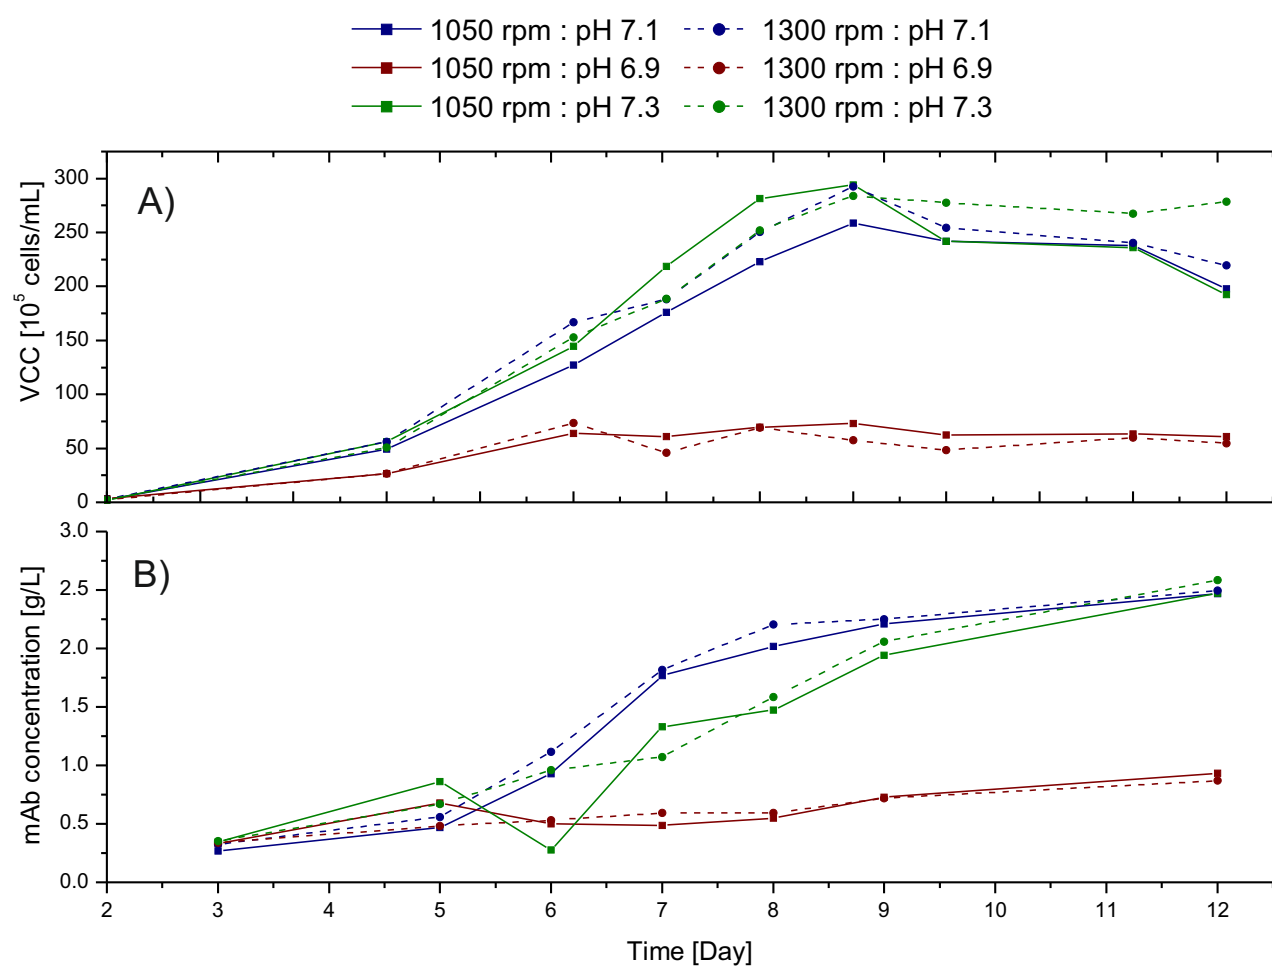 1050 rpm : pH 7.1 1300 rpm : pH 7.1
1050 rpm : pH 6.9 1300 rpm : pH 6.9
1050 rpm : pH 7.3 1300 rpm : pH 7.3
A)
VCC [10⁵ cells/mL]
300
250
200
150
100
50
0
B)
mAb concentration [g/L]
3.0
2.5
2.0
1.5
1.0
0.5
0.0
2 3 4 5 6 7 8 9 10 11 12
Time [Day]